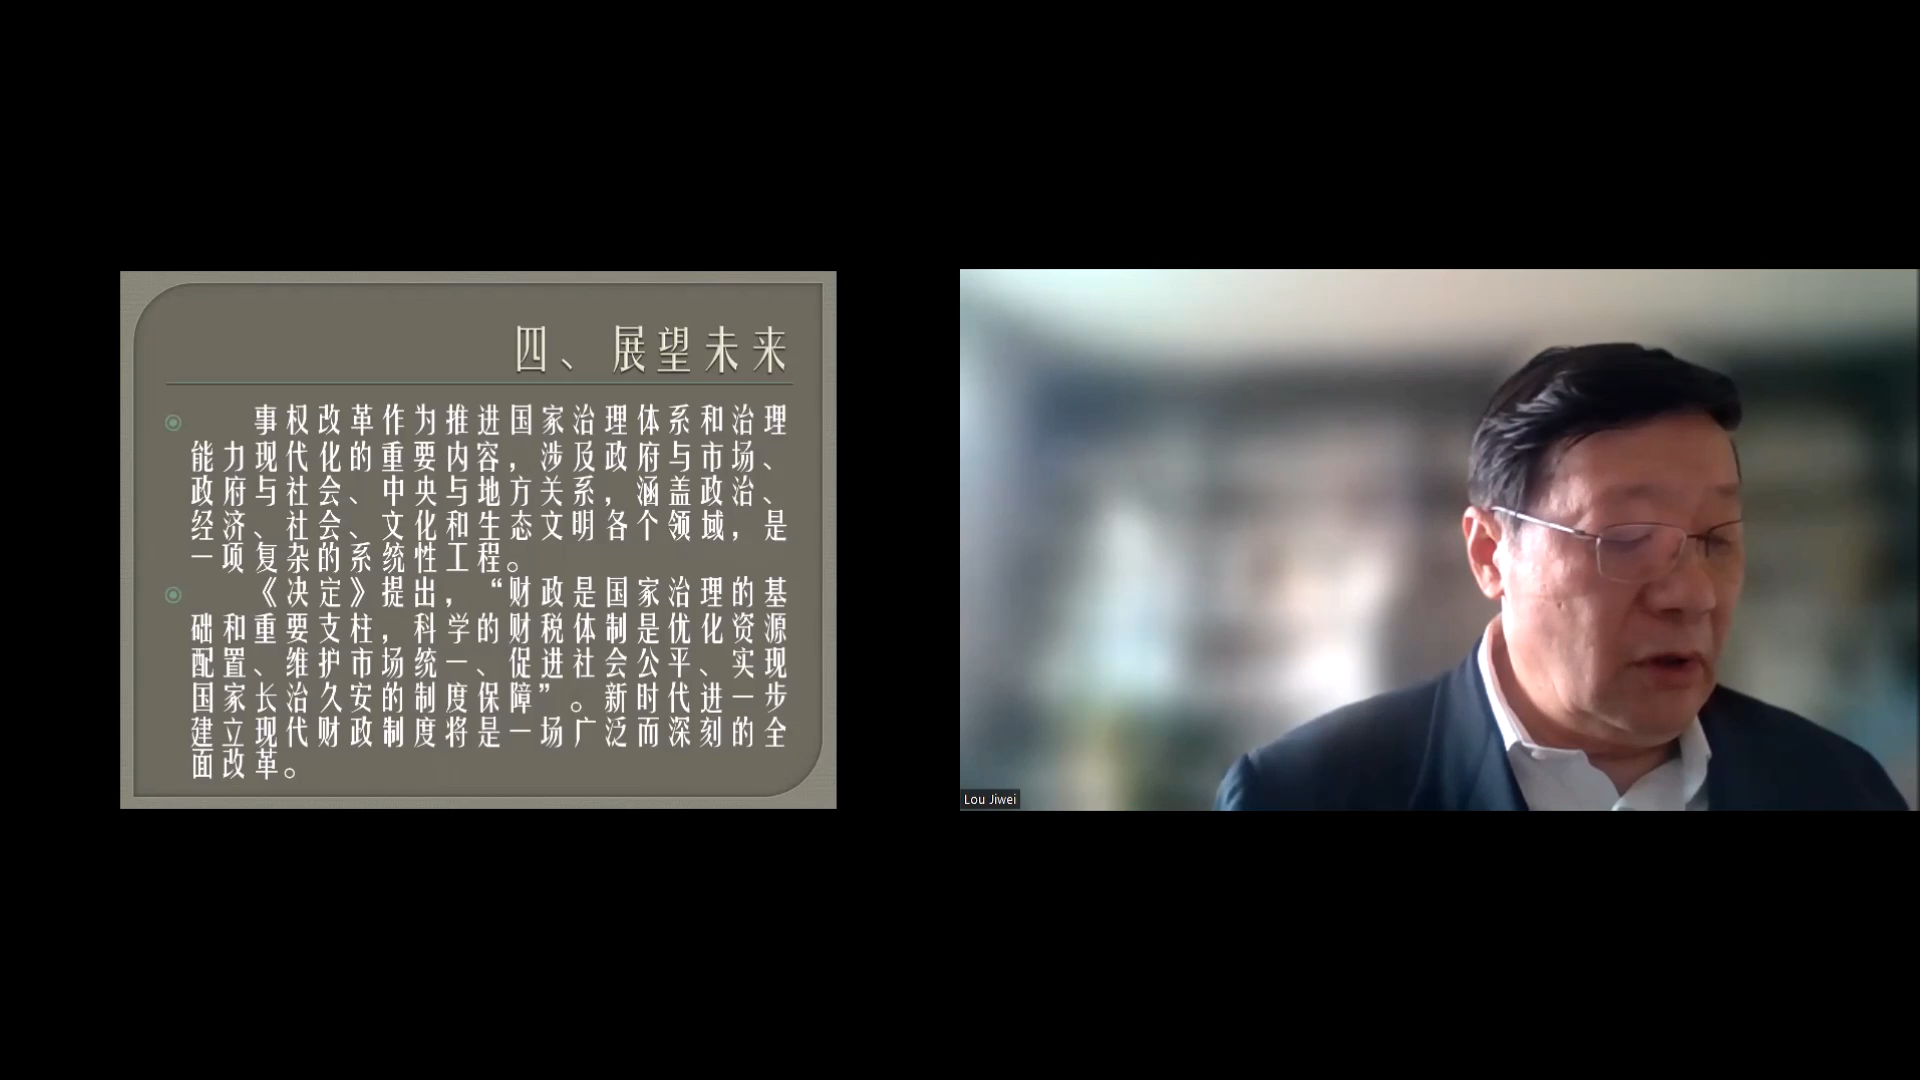 四、展望未来
事权改革作为推进国家治理体系和治理
能力现代化的重要内容，涉及政府与市场、
政府与社会、中央与地方关系，涵盖政治、
经济、社会、文化和生态文明各个领域，是
一项复杂的系统性工程。
《决定》提出，“财政是国家治理的基
础和重要支柱，科学的财税体制是优化资源
配置、维护市场统一、促进社会公平、实现
国家长治久安的制度保障”。新时代进一步
建立现代财政制度将是一场广泛而深刻的全
面改革。
Lou Jiwei